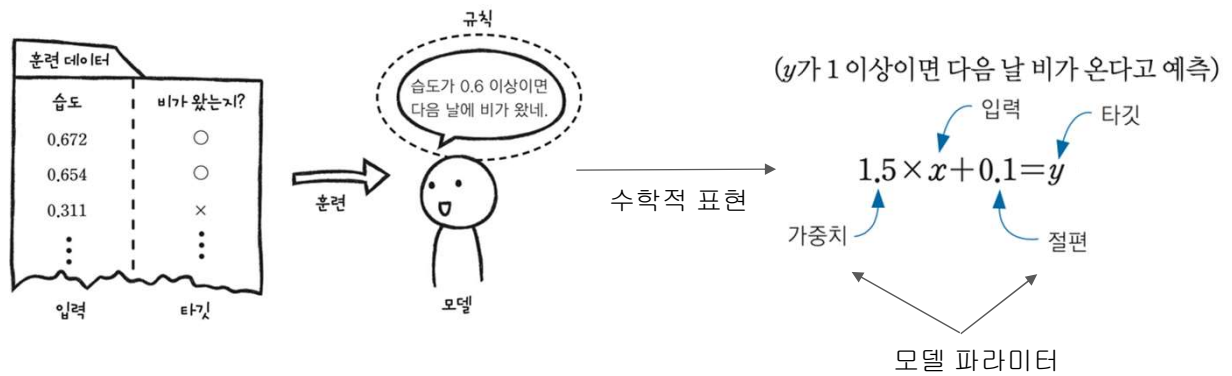 훈련 데이터
습도 비가 왔는지?
0.672 ○
0.654 ○
0.311 ×
입력 타깃
훈련
규칙
습도가 0.6 이상이면
다음 날에 비가 왔네.
모델
수학적 표현
(y가 1 이상이면 다음 날 비가 온다고 예측)
입력 타깃
1.5×x+0.1=y
가중치 절편
모델 파라미터